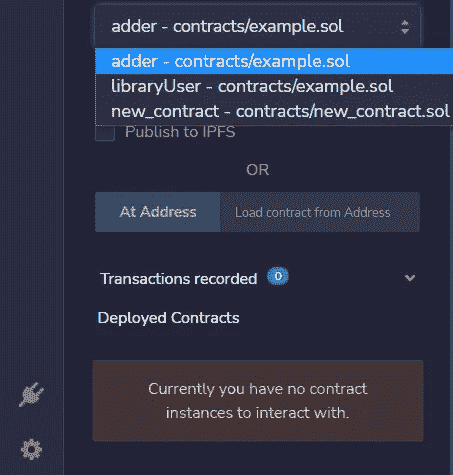 adder - contracts/example.sol
adder - contracts/example.sol
libraryUser - contracts/example.sol
new_contract - contracts/new_contract.sol
Publish to IPFS
OR
At Address Load contract from Address
Transactions recorded 0
Deployed Contracts
Currently you have no contract
instances to interact with.